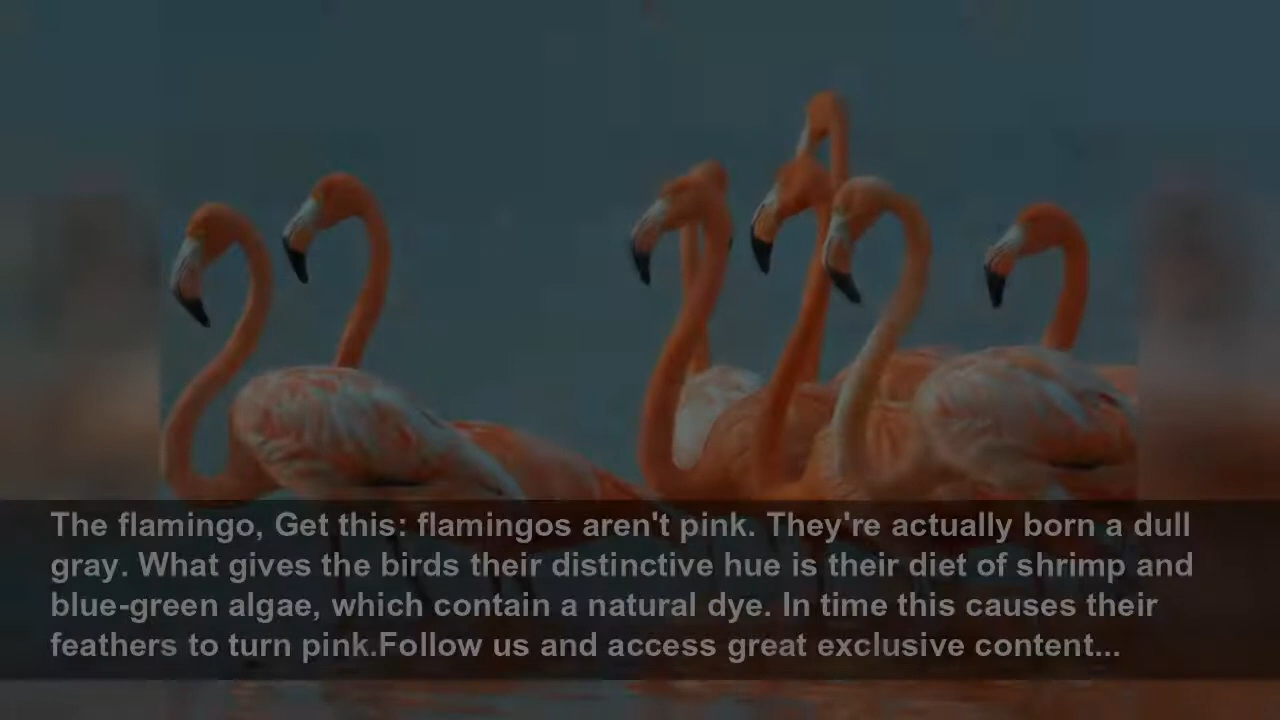 The flamingo, Get this: flamingos aren't pink. They're actually born a dull
gray. What gives the birds their distinctive hue is their diet of shrimp and
blue-green algae, which contain a natural dye. In time this causes their
feathers to turn pink.Follow us and access great exclusive content...